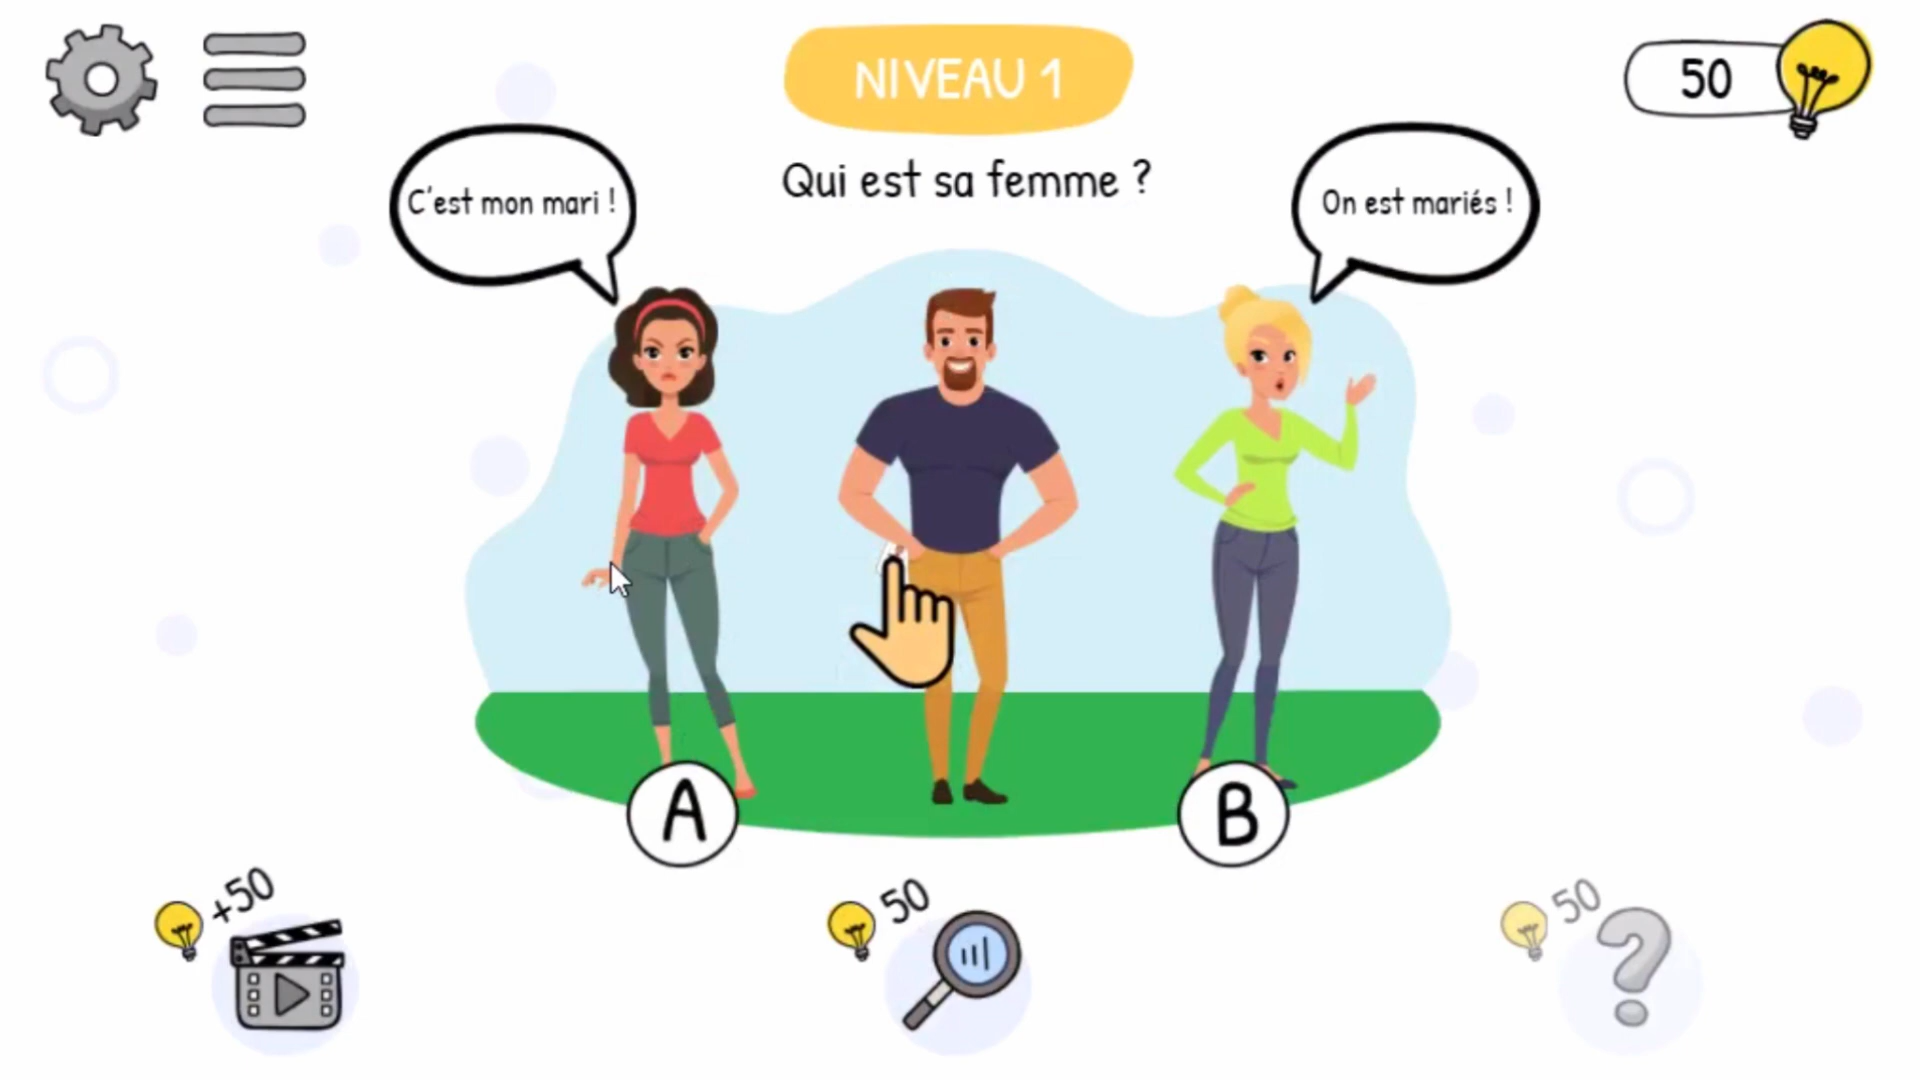 NIVEAU 1
50
Qui est sa femme ?
C'est mon mari !
On est mariés !
A
B
+50
50
50
?